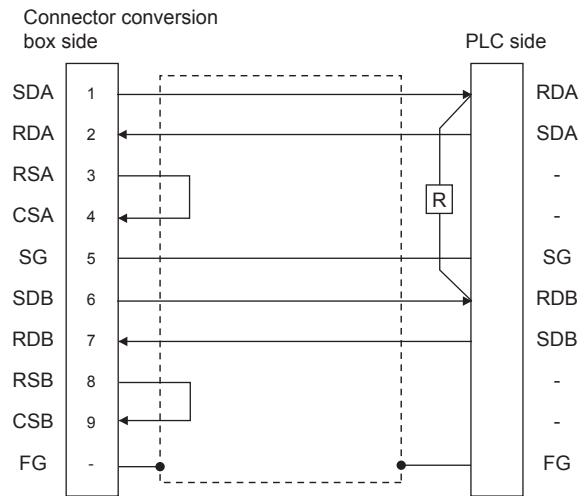 Connector conversion
box side
PLC side
SDA 1 RDA
RDA 2 SDA
RSA 3 -
R
CSA 4 -
SG 5 SG
SDB 6 RDB
RDB 7 SDB
RSB 8 -
CSB 9 -
FG - FG